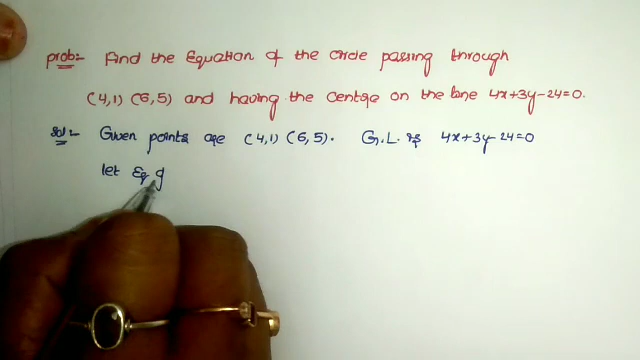 prob:- Find the Equation of the circle passing through
(4,1) (6,5) and having the centre on the line 4x+3y-24=0.
Sol:- Given points are (4,1) (6,5). G.L. is 4x+3y-24=0
let Eq of